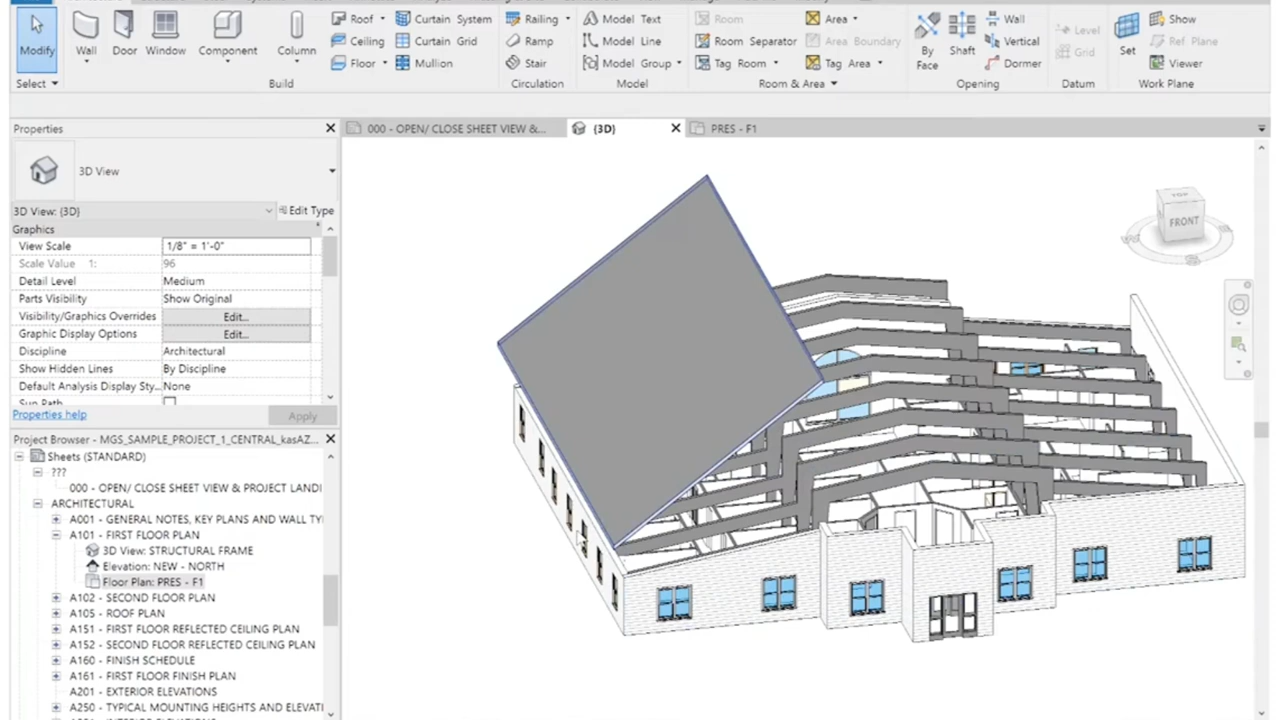 Roof
Curtain System
Railing
Model Text
Room
Area
Wall
Show
Ceiling
Curtain Grid
Ramp
Model Line
Room Separator
Area Boundary
Vertical
Level
Ref Plane
Modify
Wall
Door
Window
Component
Column
Floor
Mullion
Stair
Model Group
Tag Room
Tag Area
By
Face
Shaft
Dormer
Grid
Set
Viewer
Select
Build
Circulation
Model
Room & Area
Opening
Datum
Work Plane
Properties
000 - OPEN/ CLOSE SHEET VIEW &...
{3D}
PRES - F1
3D View
3D View: {3D}
Edit Type
Graphics
View Scale
1/8" = 1'-0"
Scale Value 1:
96
Detail Level
Medium
Parts Visibility
Show Original
Visibility/Graphics Overrides
Edit...
Graphic Display Options
Edit...
Discipline
Architectural
Show Hidden Lines
By Discipline
Default Analysis Display Sty...
None
Sun Path
Properties help
Apply
Project Browser - MGS_SAMPLE_PROJECT_1_CENTRAL_kasAZ...
Sheets (STANDARD)
???
000 - OPEN/ CLOSE SHEET VIEW & PROJECT LANDI
ARCHITECTURAL
A001 - GENERAL NOTES, KEY PLANS AND WALL TY
A101 - FIRST FLOOR PLAN
3D View: STRUCTURAL FRAME
Elevation: NEW - NORTH
Floor Plan: PRES - F1
A102 - SECOND FLOOR PLAN
A105 - ROOF PLAN
A151 - FIRST FLOOR REFLECTED CEILING PLAN
A152 - SECOND FLOOR REFLECTED CEILING PLAN
A160 - FINISH SCHEDULE
A161 - FIRST FLOOR FINISH PLAN
A201 - EXTERIOR ELEVATIONS
A250 - TYPICAL MOUNTING HEIGHTS AND ELEVATI
TOP
FRONT